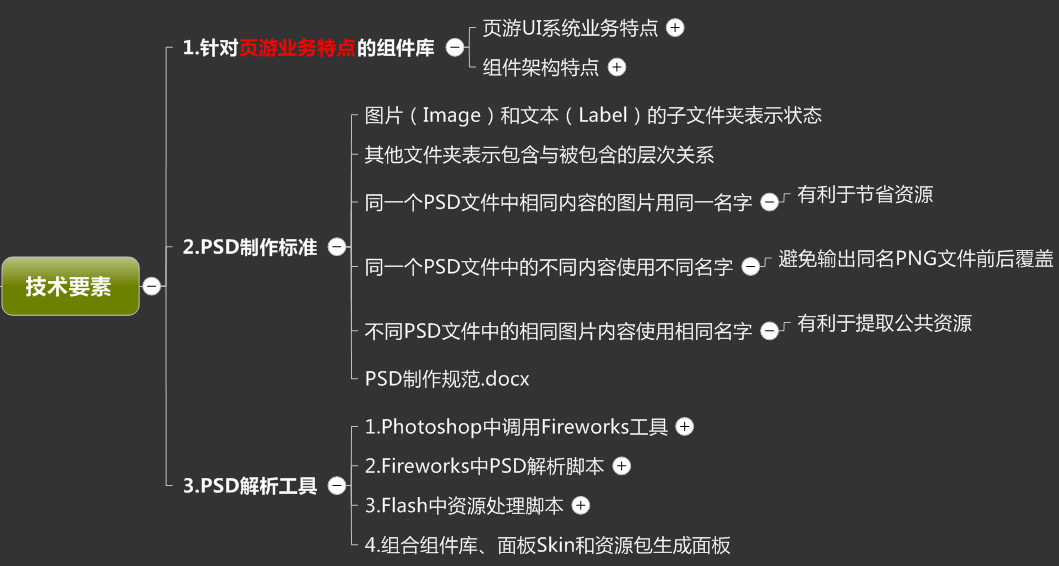 技术要素
1.针对页游业务特点的组件库
页游UI系统业务特点
组件架构特点
2.PSD制作标准
图片（Image）和文本（Label）的子文件夹表示状态
其他文件夹表示包含与被包含的层次关系
同一个PSD文件中相同内容的图片用同一名字
有利于节省资源
同一个PSD文件中的不同内容使用不同名字
避免输出同名PNG文件前后覆盖
不同PSD文件中的相同图片内容使用相同名字
有利于提取公共资源
PSD制作规范.docx
3.PSD解析工具
1.Photoshop中调用Fireworks工具
2.Fireworks中PSD解析脚本
3.Flash中资源处理脚本
4.组合组件库、面板Skin和资源包生成面板